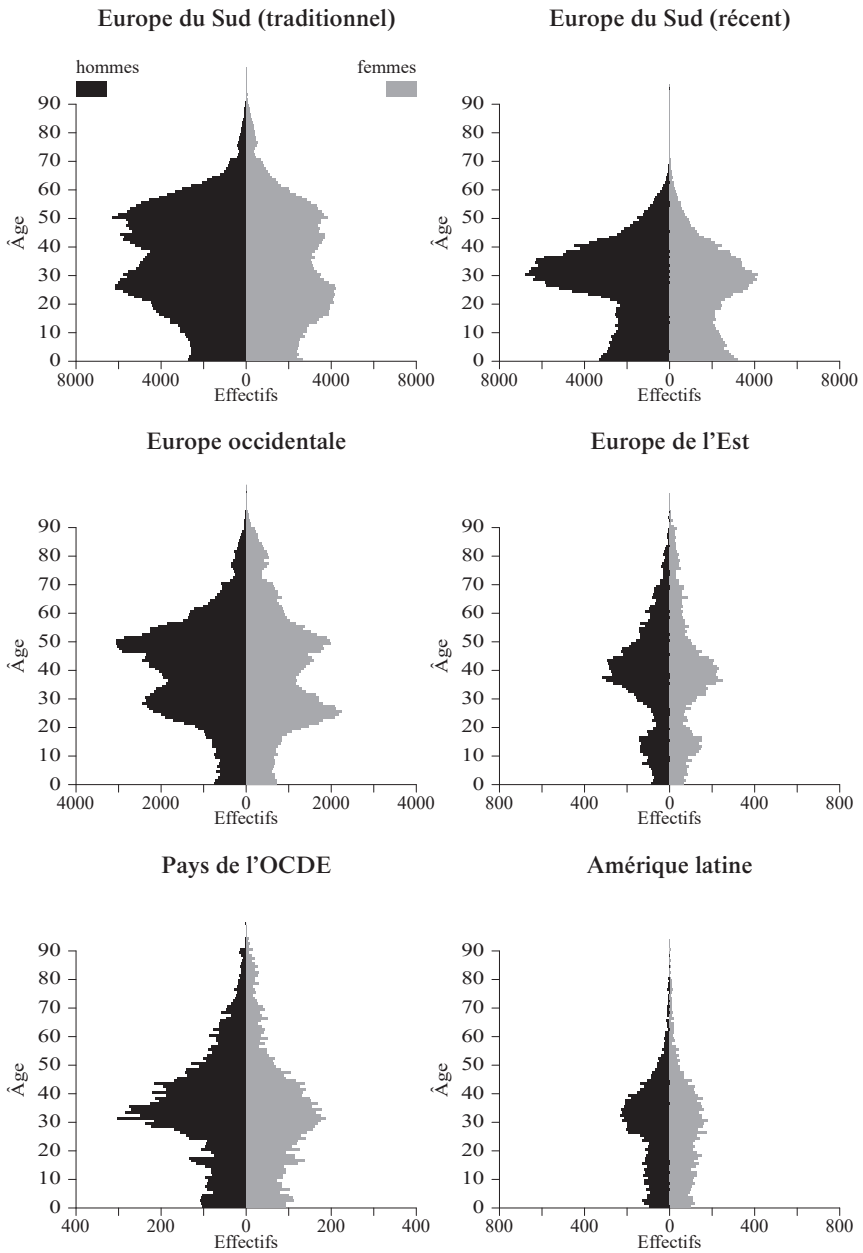 Europe du Sud (traditionnel)
hommes
femmes
90
80
70
60
50
40
30
20
10
0
Âge
8000 4000 0 4000 8000
Effectifs
Europe du Sud (récent)
90
80
70
60
50
40
30
20
10
0
Âge
8000 4000 0 4000 8000
Effectifs
Europe occidentale
90
80
70
60
50
40
30
20
10
0
Âge
4000 2000 0 2000 4000
Effectifs
Europe de l’Est
90
80
70
60
50
40
30
20
10
0
Âge
800 400 0 400 800
Effectifs
Pays de l’OCDE
90
80
70
60
50
40
30
20
10
0
Âge
400 200 0 200 400
Effectifs
Amérique latine
90
80
70
60
50
40
30
20
10
0
Âge
800 400 0 400 800
Effectifs